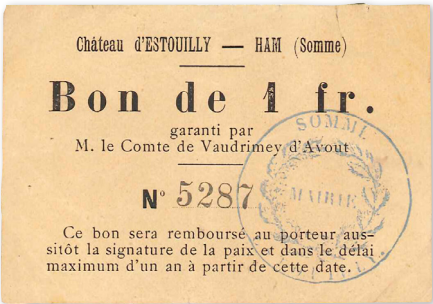 Château d'ESTOUILLY — HAM (Somme)
Bon de 1 fr.
garanti par
M. le Comte de Vaudrimey d'Avout
N° 5287
Ce bon sera remboursé au porteur aus-
sitôt la signature de la paix et dans le délai
maximum d'un an à partir de cette date.
SOMME
MAIRIE